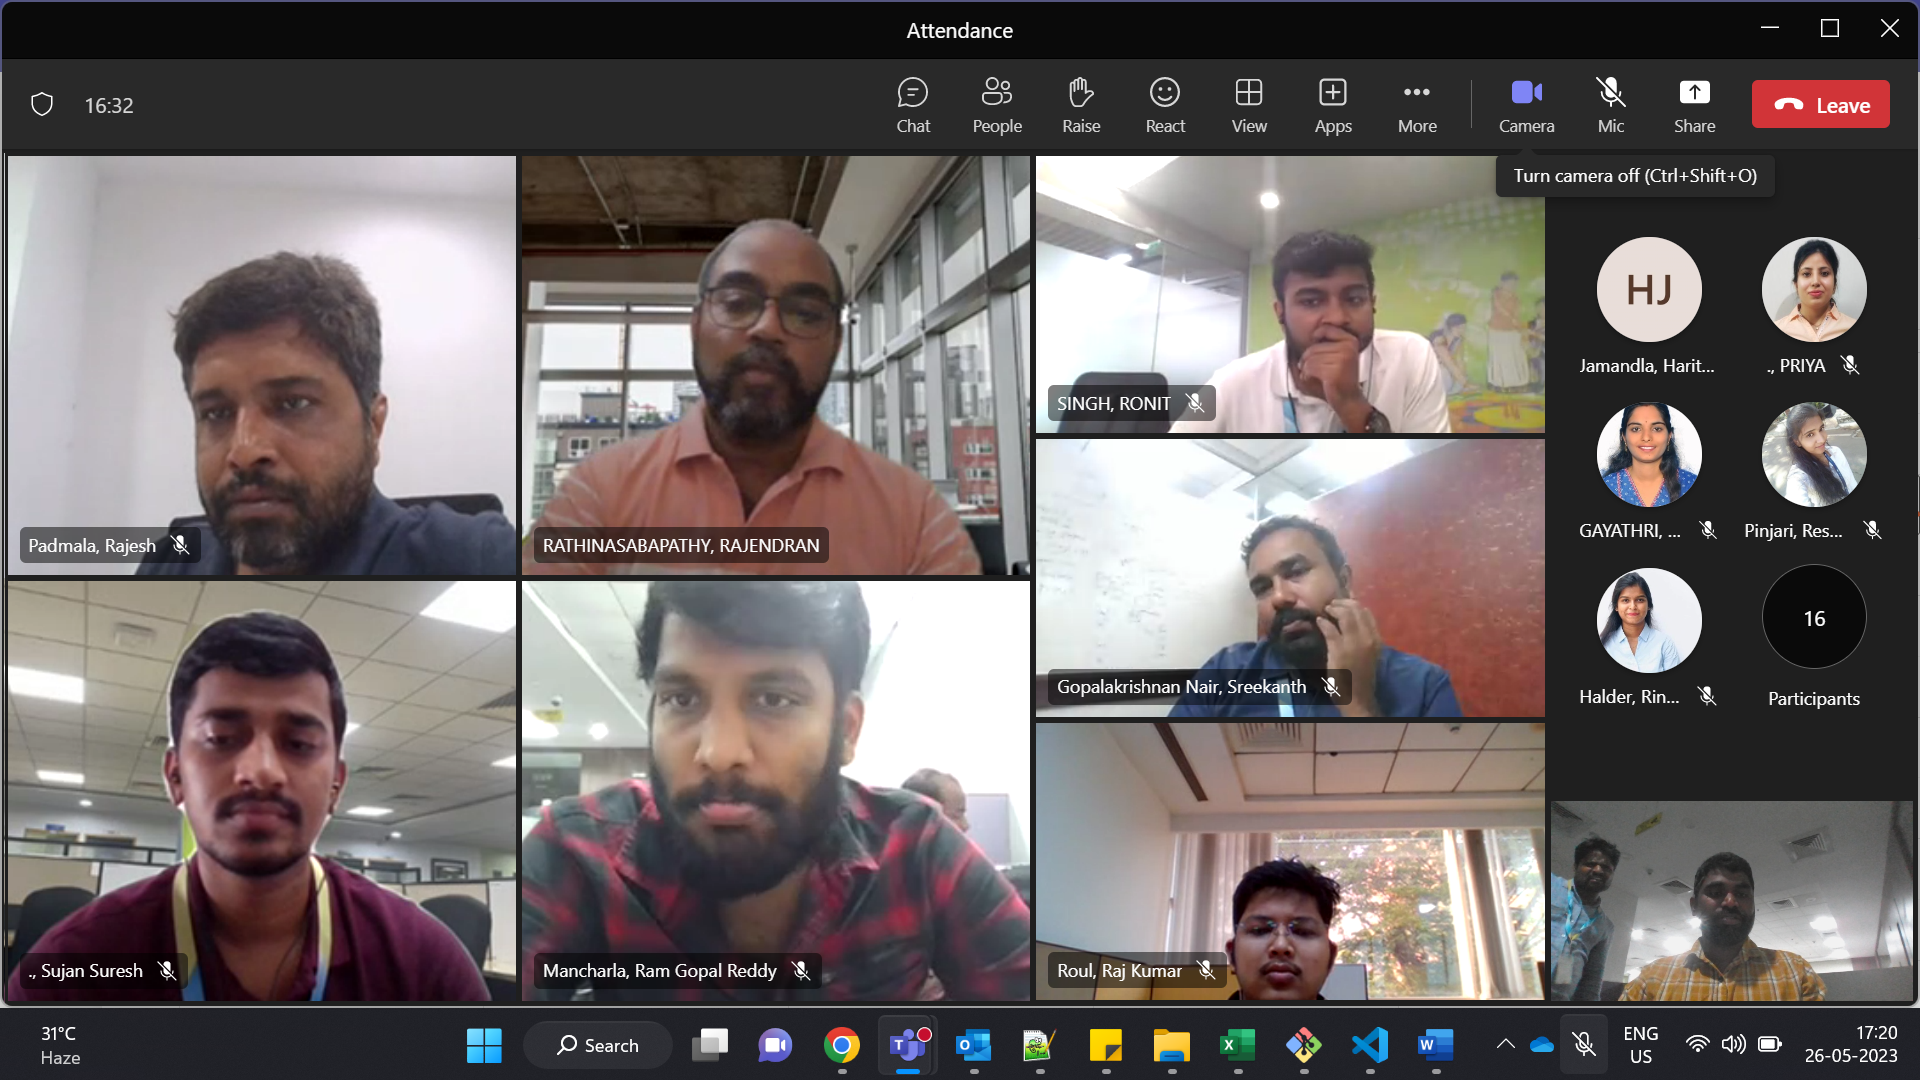 Attendance
16:32
Chat
People
Raise
React
View
Apps
More
Camera
Mic
Share
Leave
Turn camera off (Ctrl+Shift+O)
Padmala, Rajesh
RATHINASABAPATHY, RAJENDRAN
SINGH, RONIT
Gopalakrishnan Nair, Sreekanth
., Sujan Suresh
Mancharla, Ram Gopal Reddy
Roul, Raj Kumar
HJ
Jamandla, Harit...
., PRIYA
GAYATHRI, ...
Pinjari, Res...
Halder, Rin...
16
Participants
31°C
Haze
Search
ENG
US
17:20
26-05-2023